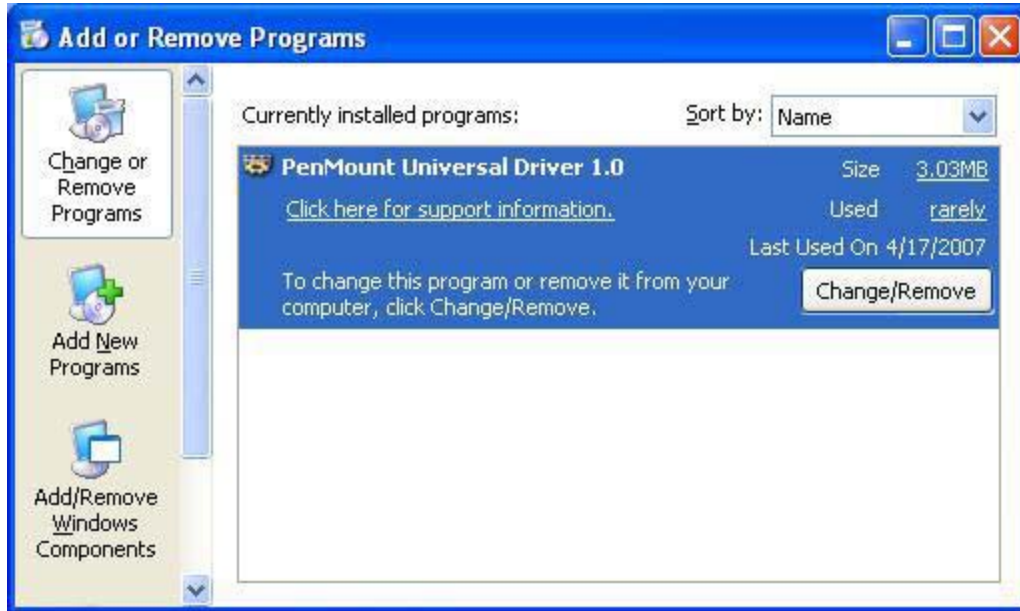 Add or Remove Programs
Change or
Remove
Programs
Add New
Programs
Add/Remove
Windows
Components
Currently installed programs:
Sort by: Name
PenMount Universal Driver 1.0
Size 3.03MB
Click here for support information.
Used rarely
Last Used On 4/17/2007
To change this program or remove it from your
computer, click Change/Remove.
Change/Remove